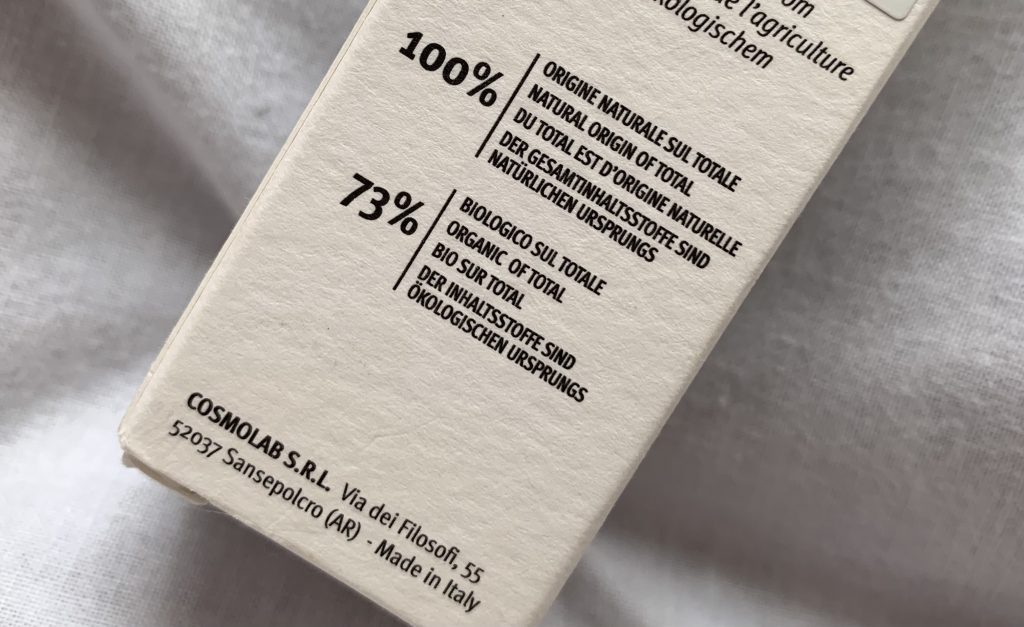 om
de l'agriculture
kologischem
100%
ORIGINE NATURALE SUL TOTALE
NATURAL ORIGIN OF TOTAL
DU TOTAL EST D'ORIGINE NATURELLE
DER GESAMTINHALTSSTOFFE SIND
NATÜRLICHEN URSPRUNGS
73%
BIOLOGICO SUL TOTALE
ORGANIC OF TOTAL
BIO SUR TOTAL
DER INHALTSSTOFFE SIND
ÖKOLOGISCHEN URSPRUNGS
COSMOLAB S.R.L. Via dei Filosofi, 55
52037 Sansepolcro (AR) - Made in Italy